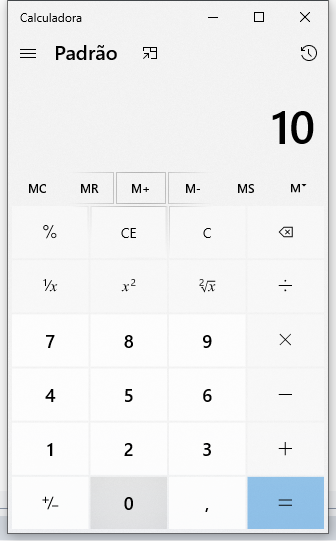 Calculadora
Padrão
10
MC MR M+ M- MS M˅
% CE C
¹/x x² ²√x ÷
7 8 9 ×
4 5 6 −
1 2 3 +
+/− 0 , =